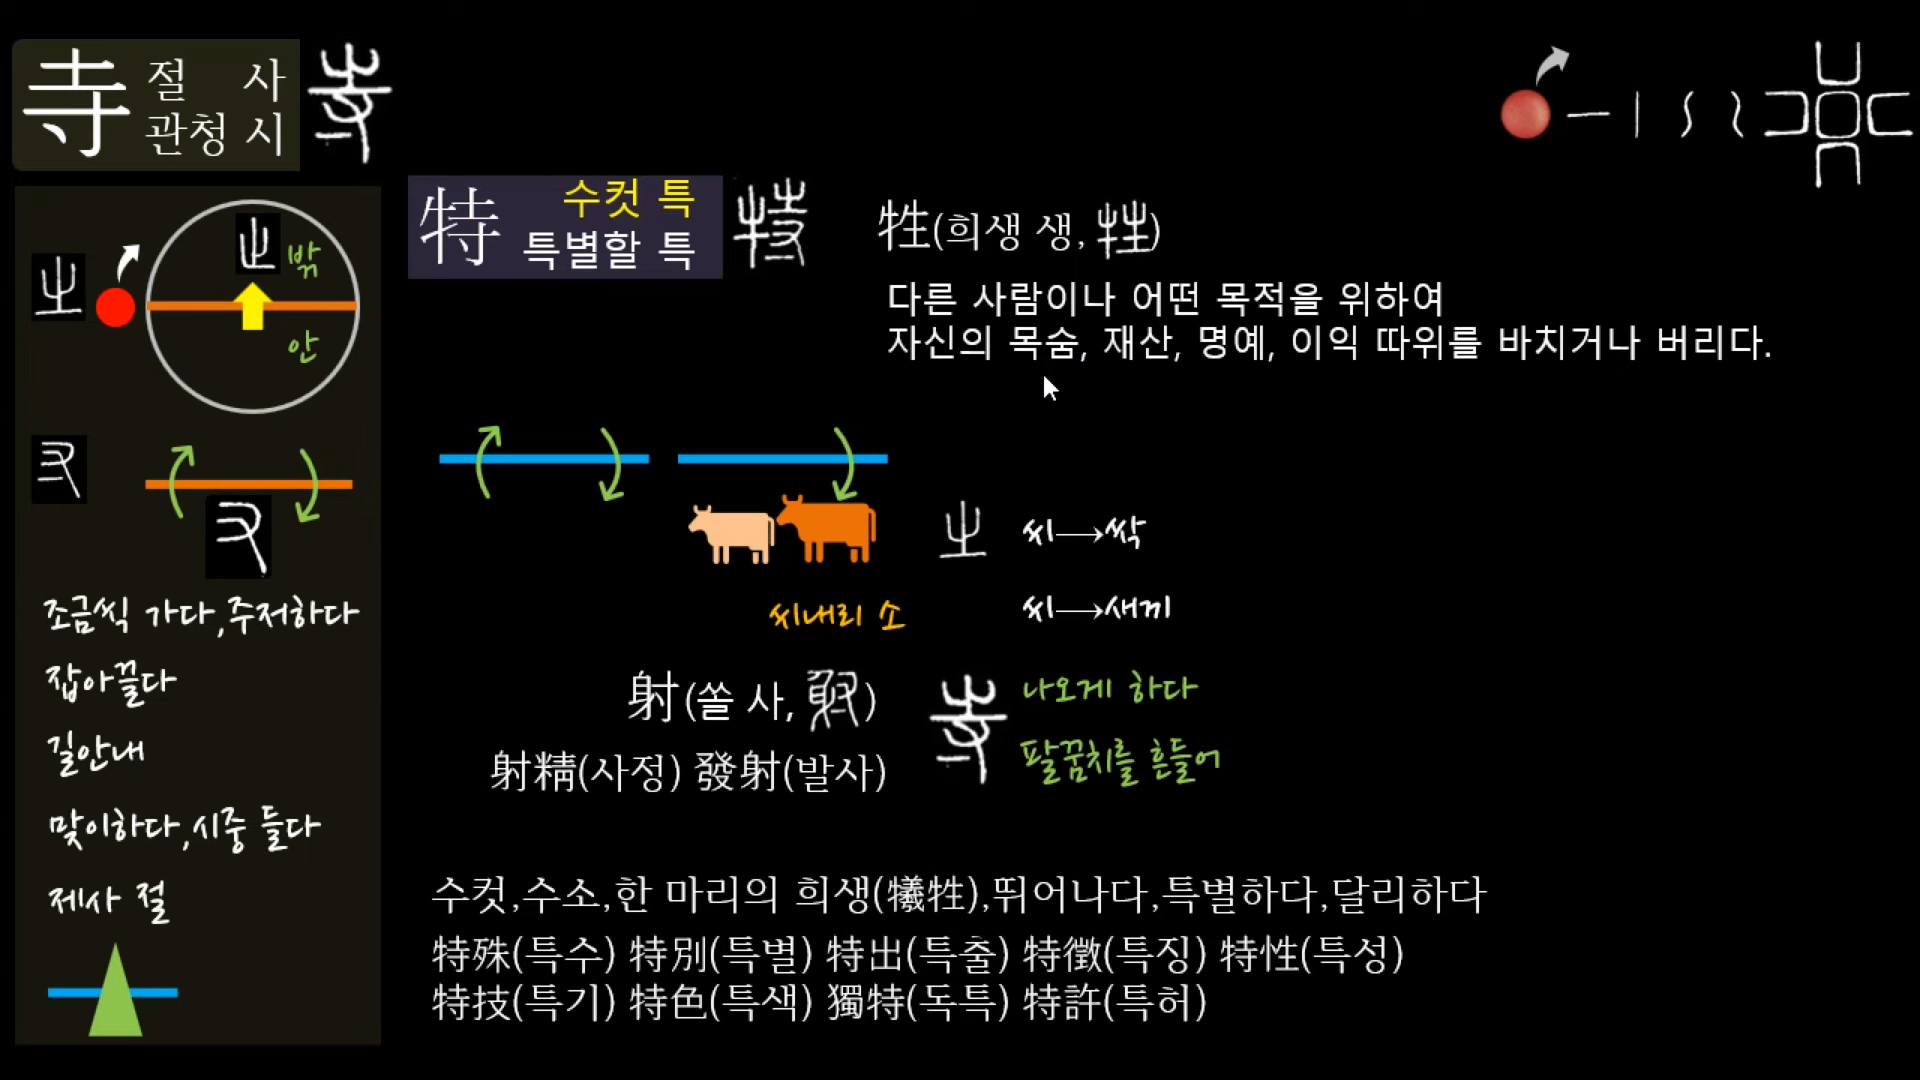 寺 절 사
관청 시
밖
안
조금씩 가다,주저하다
잡아끌다
길안내
맞이하다,시중 들다
제사 절
特 수컷 특
특별할 특
牲(희생 생, )
다른 사람이나 어떤 목적을 위하여
자신의 목숨, 재산, 명예, 이익 따위를 바치거나 버리다.
씨→싹
씨내리 소
씨→새끼
射(쏠 사, )
나오게 하다
射精(사정) 發射(발사)
팔꿈치를 흔들어
수컷,수소,한 마리의 희생(犧牲),뛰어나다,특별하다,달리하다
特殊(특수) 特別(특별) 特出(특출) 特徵(특징) 特性(특성)
特技(특기) 特色(특색) 獨特(독특) 特許(특허)